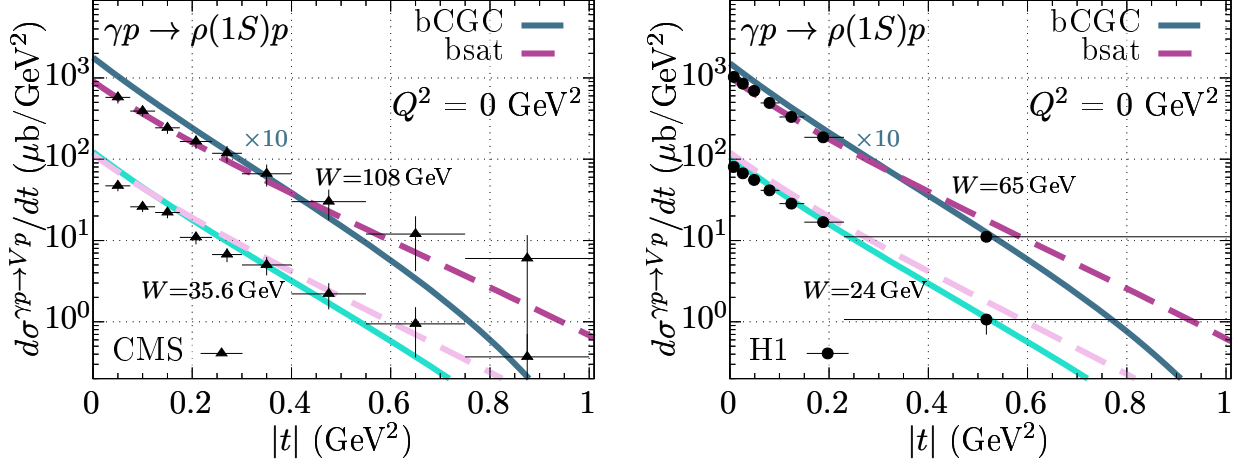 γp → ρ(1S)p
bCGC
bsat
Q² = 0 GeV²
×10
W=108 GeV
W=35.6 GeV
CMS
dσ^{γp→Vp}/dt (μb/GeV²)
10³
10²
10¹
10⁰
0 0.2 0.4 0.6 0.8 1
|t| (GeV²)
γp → ρ(1S)p
bCGC
bsat
Q² = 0 GeV²
×10
W=65 GeV
W=24 GeV
H1
dσ^{γp→Vp}/dt (μb/GeV²)
10³
10²
10¹
10⁰
0 0.2 0.4 0.6 0.8 1
|t| (GeV²)